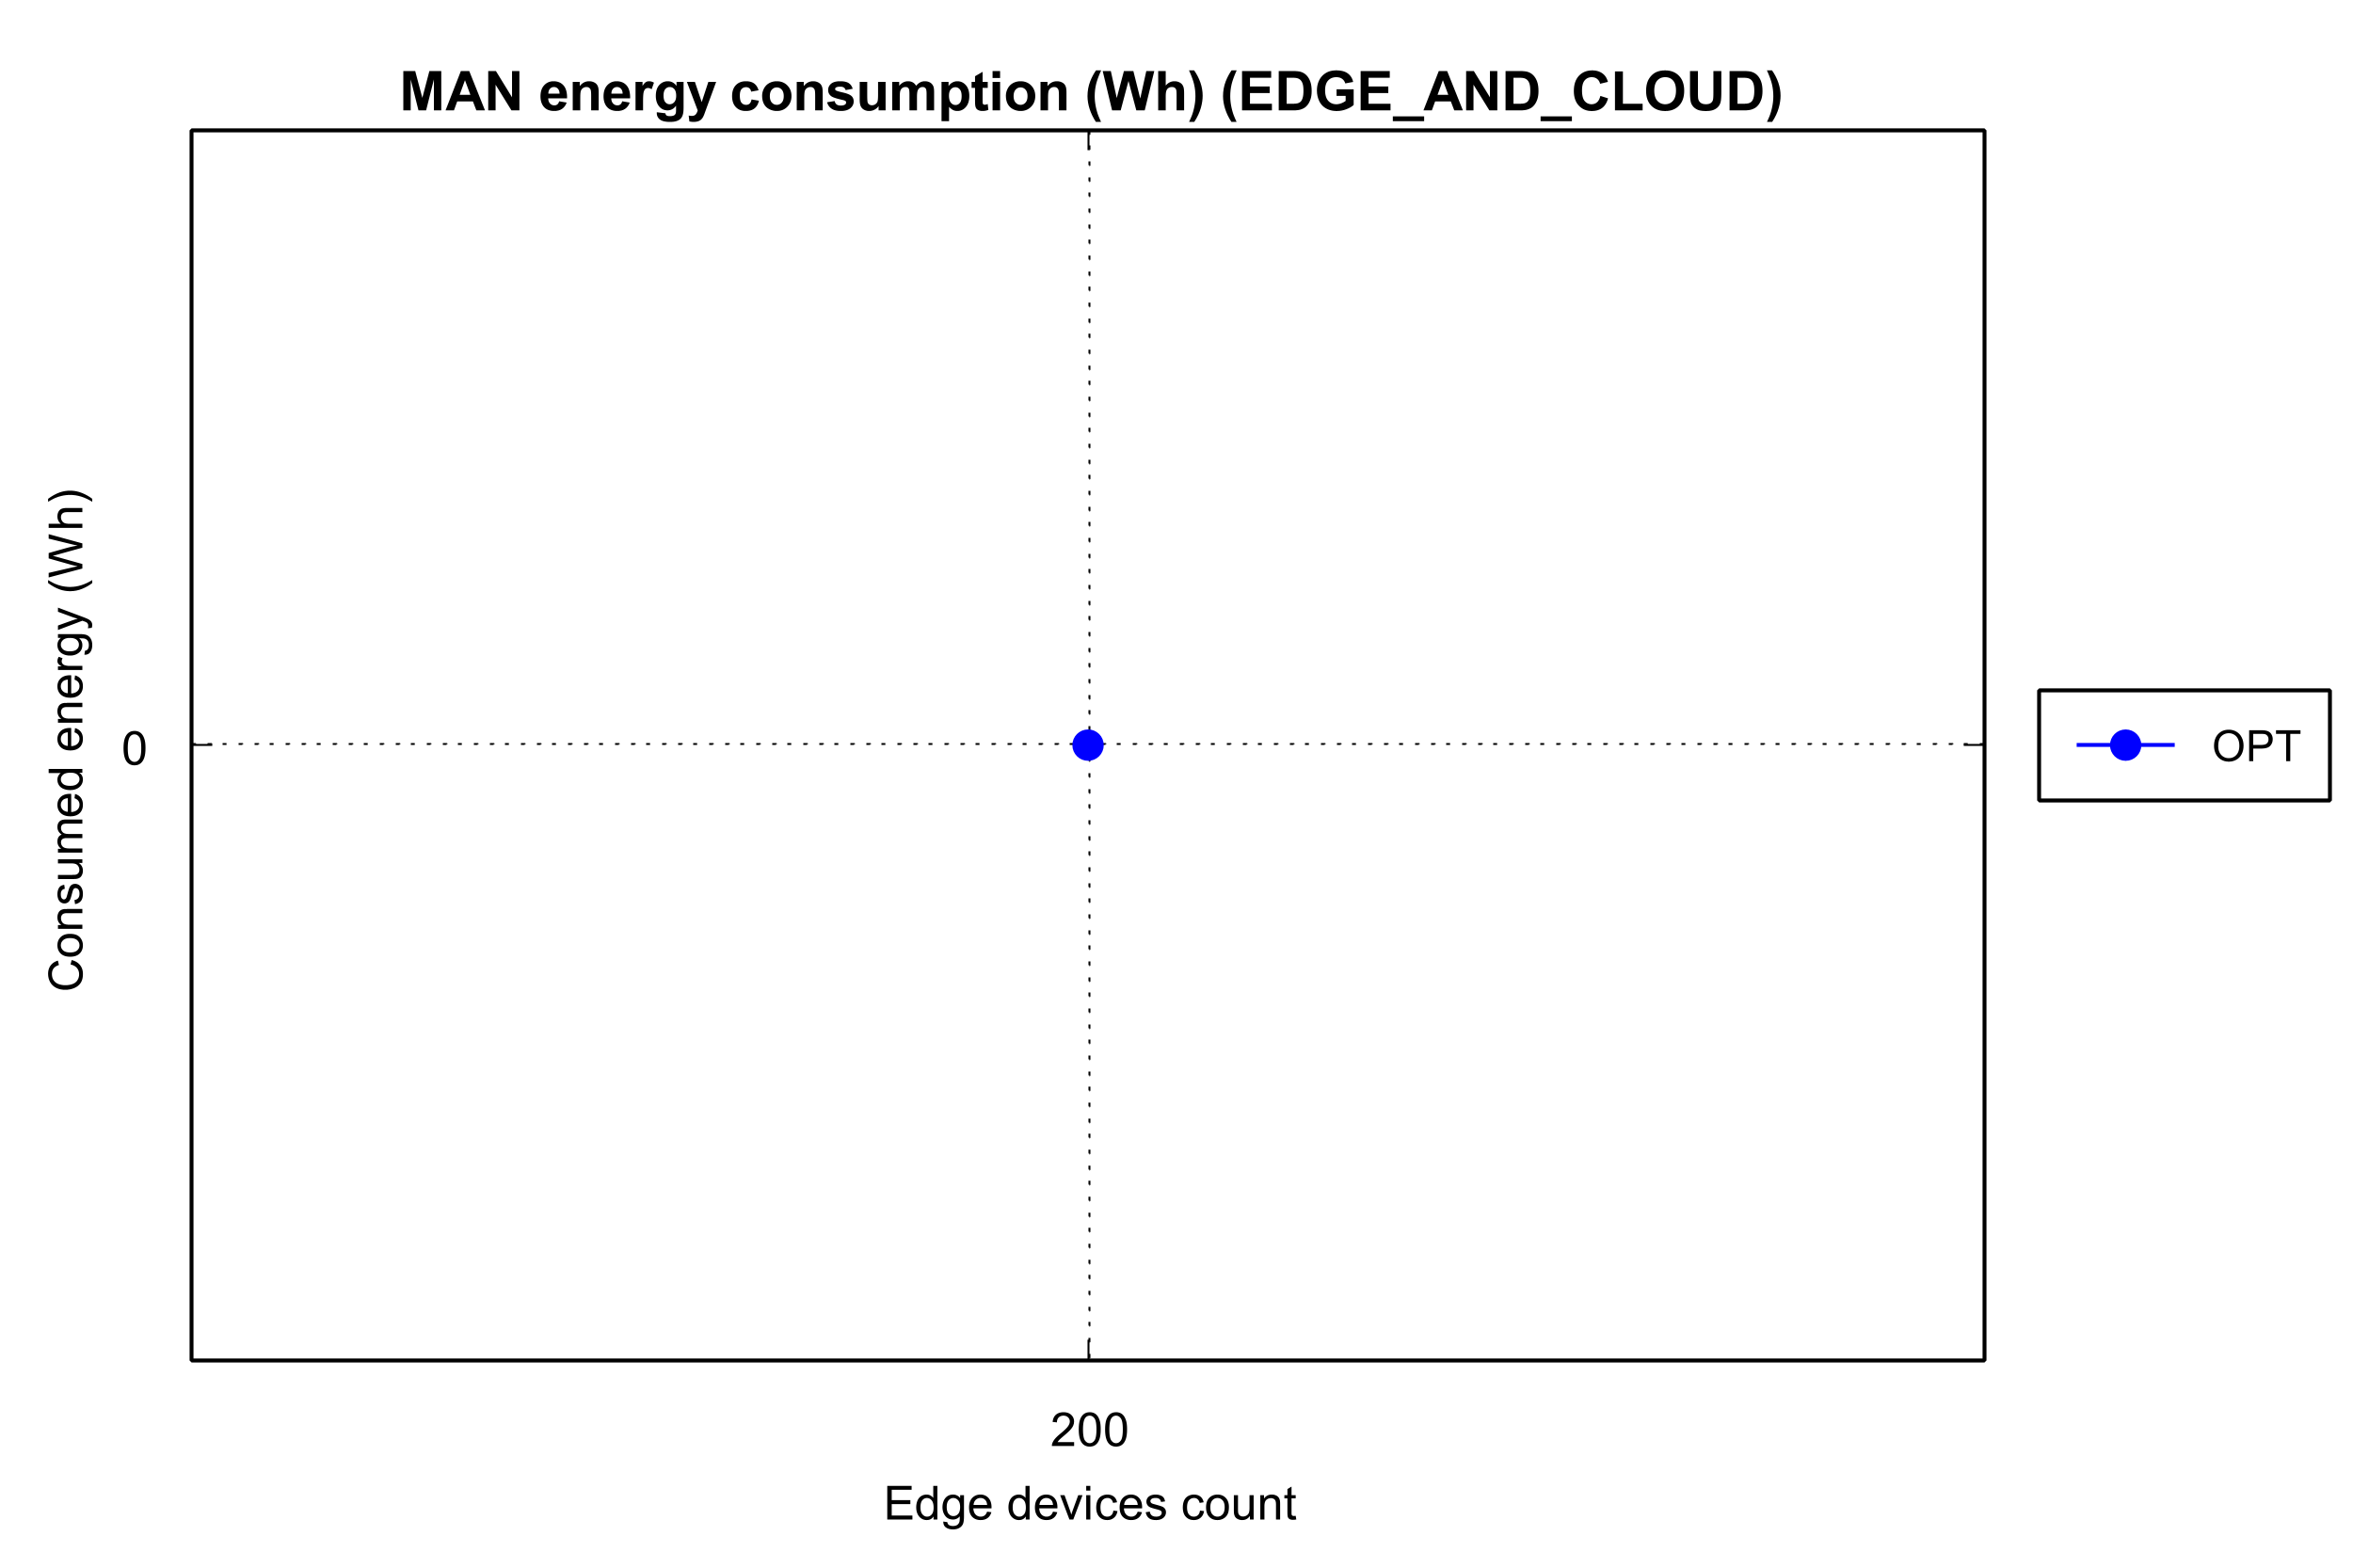 MAN energy consumption (Wh) (EDGE_AND_CLOUD)
Consumed energy (Wh)
0
OPT
200
Edge devices count